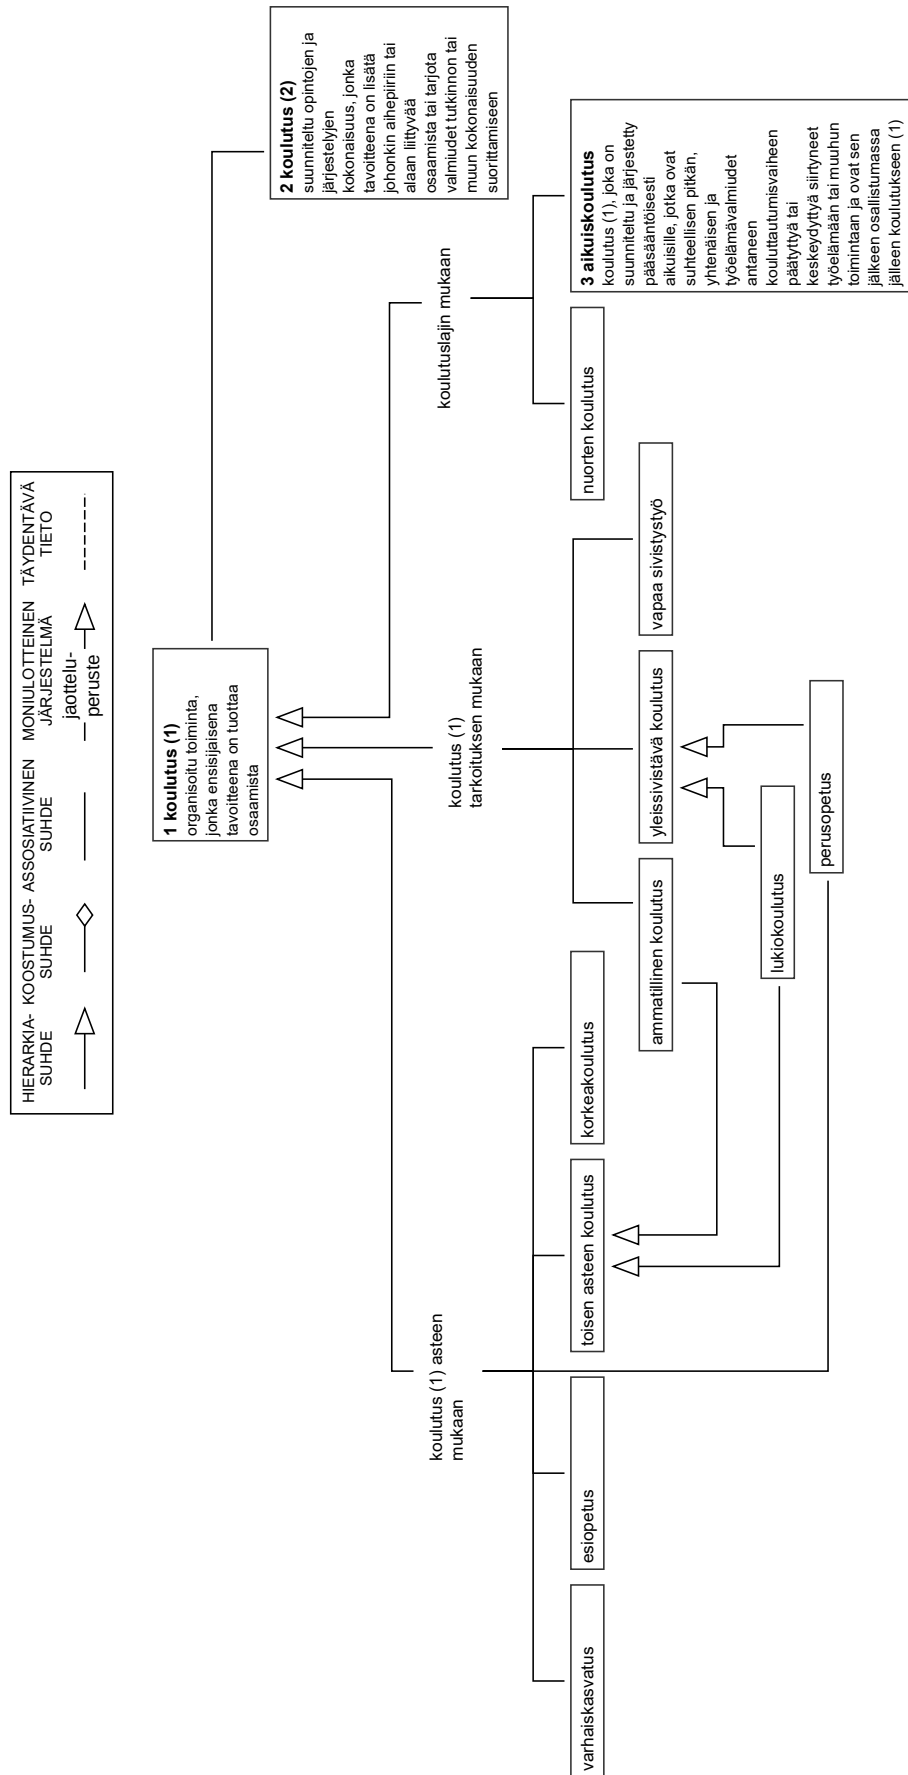 HIERARKIA-
SUHDE
KOOSTUMUS-
SUHDE
ASSOSIATIIVINEN
SUHDE
MONIULOTTEINEN
JÄRJESTELMÄ
jaottelu-
peruste
TÄYDENTÄVÄ
TIETO
1 koulutus (1)
organisoitu toiminta,
jonka ensisijaisena
tavoitteena on tuottaa
osaamista
2 koulutus (2)
suunniteltu opintojen ja
järjestelyjen
kokonaisuus, jonka
tavoitteena on lisätä
johonkin aihepiiriin tai
alaan liittyvää
osaamista tai tarjota
valmiudet tutkinnon tai
muun kokonaisuuden
suorittamiseen
koulutus (1) asteen
mukaan
koulutus (1)
tarkoituksen mukaan
koulutuslajin mukaan
varhaiskasvatus
esiopetus
toisen asteen koulutus
korkeakoulutus
ammatillinen koulutus
yleissivistävä koulutus
vapaa sivistystyö
nuorten koulutus
3 aikuiskoulutus
koulutus (1), joka on
suunniteltu ja järjestetty
pääsääntöisesti
aikuisille, jotka ovat
suhteellisen pitkän,
yhtenäisen ja
työelämävalmiudet
antaneen
kouluttautumisvaiheen
päätyttyä tai
keskeydyttyä siirtyneet
työelämään tai muuhun
toimintaan ja ovat sen
jälkeen osallistumassa
jälleen koulutukseen (1)
lukiokoulutus
perusopetus